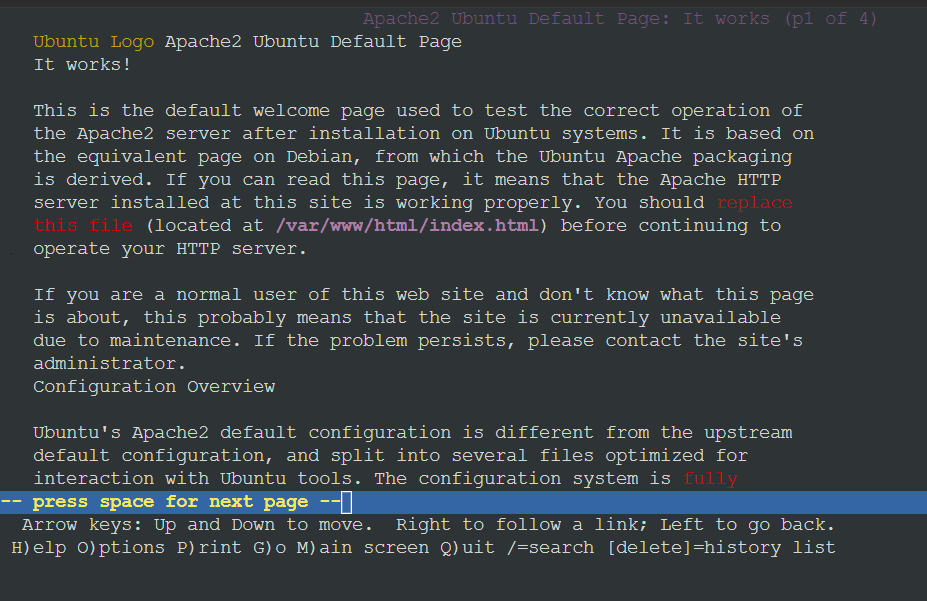 Apache2 Ubuntu Default Page: It works (p1 of 4)
Ubuntu Logo Apache2 Ubuntu Default Page
It works!
This is the default welcome page used to test the correct operation of
the Apache2 server after installation on Ubuntu systems. It is based on
the equivalent page on Debian, from which the Ubuntu Apache packaging
is derived. If you can read this page, it means that the Apache HTTP
server installed at this site is working properly. You should replace
this file (located at /var/www/html/index.html) before continuing to
operate your HTTP server.
If you are a normal user of this web site and don't know what this page
is about, this probably means that the site is currently unavailable
due to maintenance. If the problem persists, please contact the site's
administrator.
Configuration Overview
Ubuntu's Apache2 default configuration is different from the upstream
default configuration, and split into several files optimized for
interaction with Ubuntu tools. The configuration system is fully
-- press space for next page --
Arrow keys: Up and Down to move.  Right to follow a link; Left to go back.
H)elp O)ptions P)rint G)o M)ain screen Q)uit /=search [delete]=history list